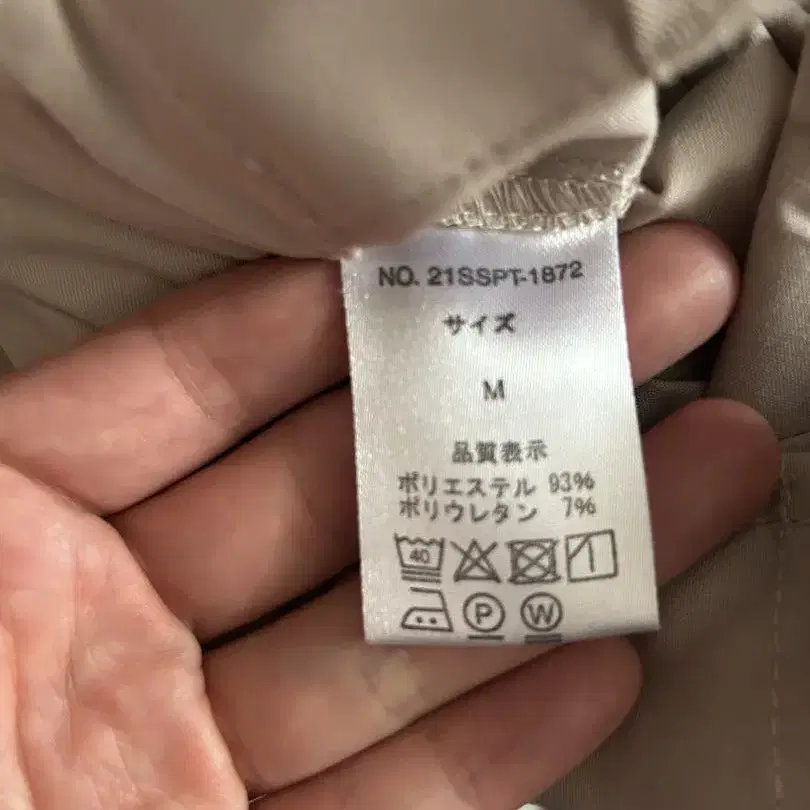 NO. 21SSPT-1872
サイズ
M
品質表示
ポリエステル 93%
ポリウレタン 7%
40
P W